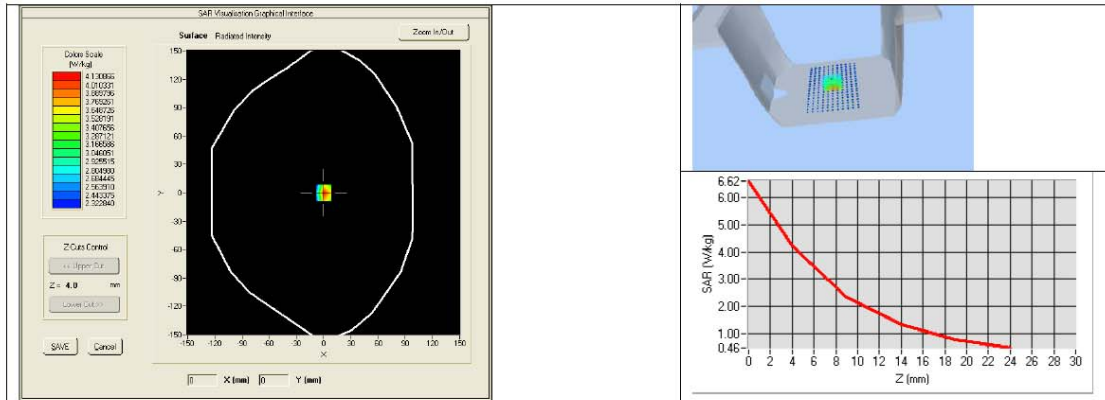 SAR Visualisation Graphical Interface
Surface Radiated Intensity
Zoom In/Out
Colors Scale
(W/kg)
4.130866
4.010331
3.889796
3.769261
3.648726
3.528191
3.407656
3.287121
3.166586
3.046051
2.925515
2.804980
2.684445
2.563910
2.443375
2.322840
150
120
90
60
30
0
-30
-60
-90
-120
-150
Y
-150 -120 -90 -60 -30 0 30 60 90 120 150
X
Z Cuts Control
<< Upper Cut
Z = 4.0 mm
Lower Cut >>
SAVE Cancel
0 X (mm) 0 Y (mm)
6.62
6.00
5.00
4.00
3.00
2.00
1.00
0.46
SAR (W/kg)
0 2 4 6 8 10 12 14 16 18 20 22 24 26 28 30
Z (mm)